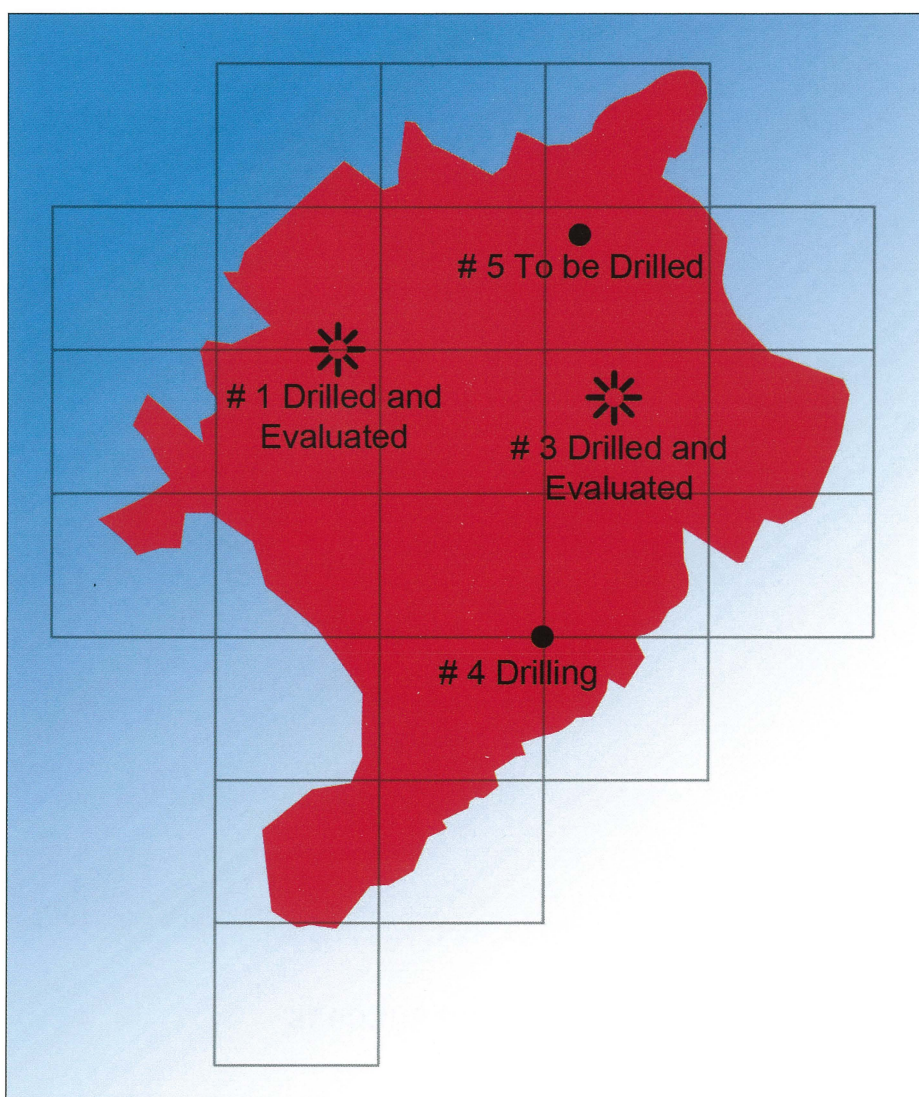 # 5 To be Drilled
# 1 Drilled and
Evaluated
# 3 Drilled and
Evaluated
# 4 Drilling